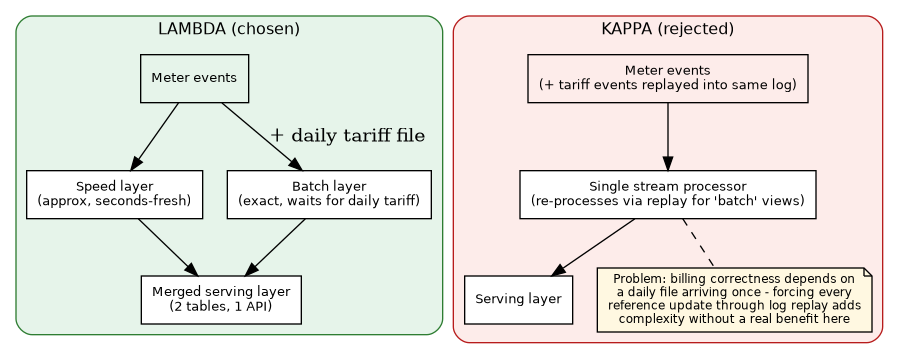 LAMBDA (chosen)
Meter events
+ daily tariff file
Speed layer
(approx, seconds-fresh)
Batch layer
(exact, waits for daily tariff)
Merged serving layer
(2 tables, 1 API)
KAPPA (rejected)
Meter events
(+ tariff events replayed into same log)
Single stream processor
(re-processes via replay for 'batch' views)
Serving layer
Problem: billing correctness depends on
a daily file arriving once - forcing every
reference update through log replay adds
complexity without a real benefit here